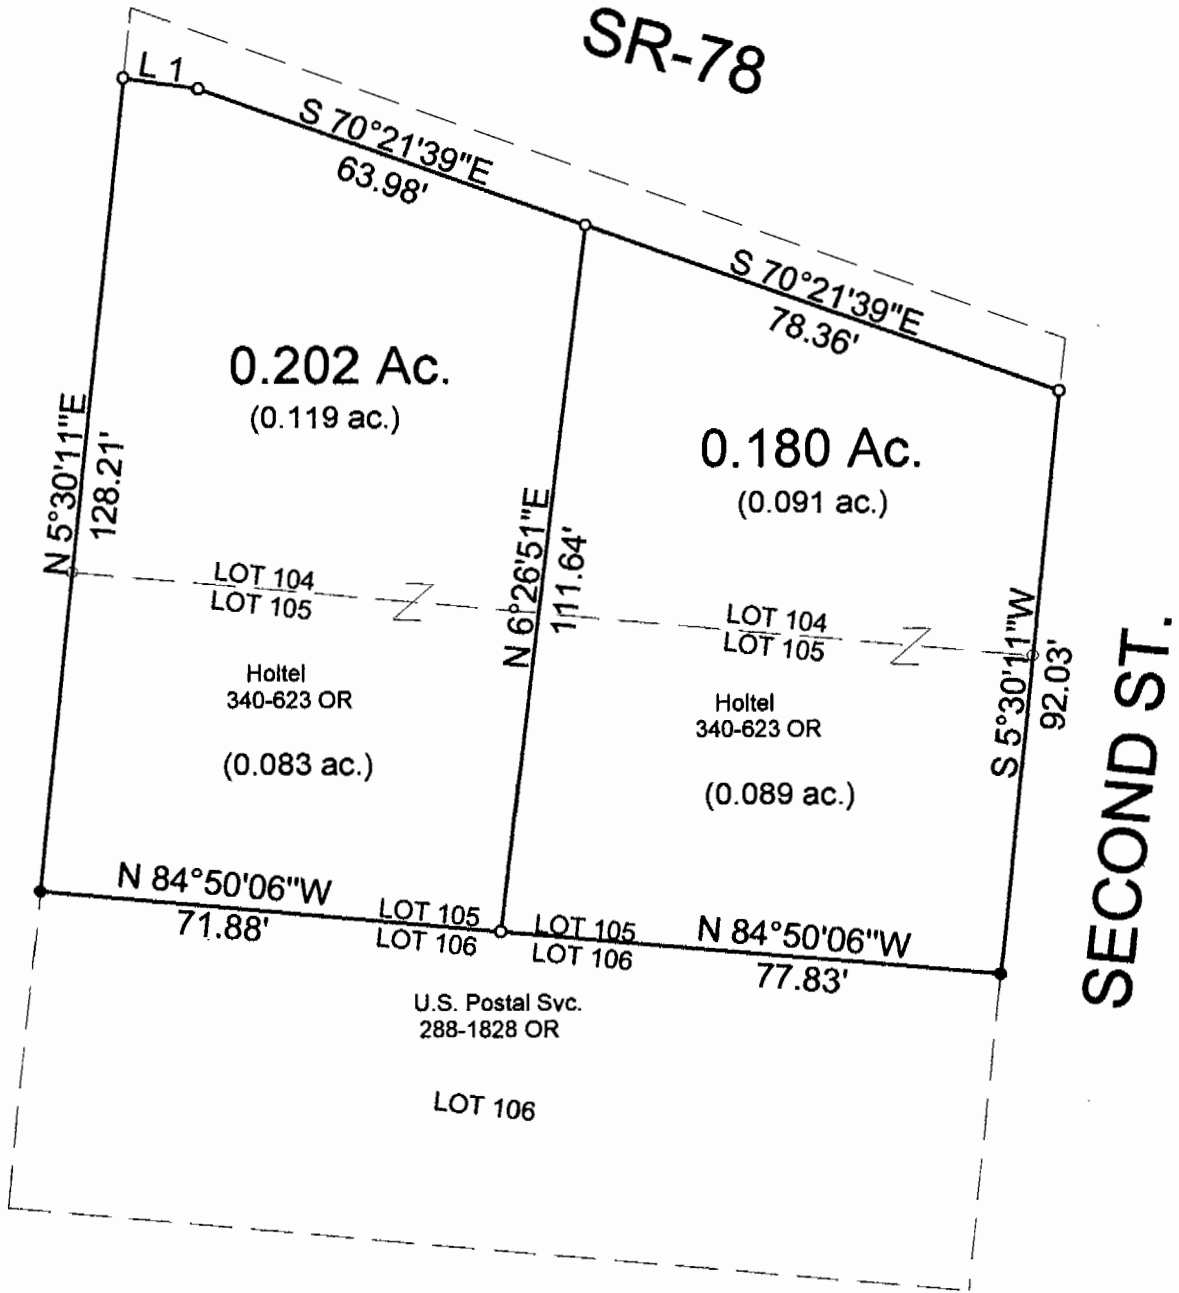 SR-78
L 1
S 70°21'39"E
63.98'
S 70°21'39"E
78.36'
0.202 Ac.
(0.119 ac.)
0.180 Ac.
(0.091 ac.)
N 5°30'11"E
128.21'
N 6°26'51"E
111.64'
S 5°30'11"W
92.03'
SECOND ST.
LOT 104
LOT 105
LOT 104
LOT 105
Holtel
340-623 OR
(0.083 ac.)
Holtel
340-623 OR
(0.089 ac.)
N 84°50'06"W
71.88'
LOT 105
LOT 106
LOT 105
LOT 106
N 84°50'06"W
77.83'
U.S. Postal Svc.
288-1828 OR
LOT 106